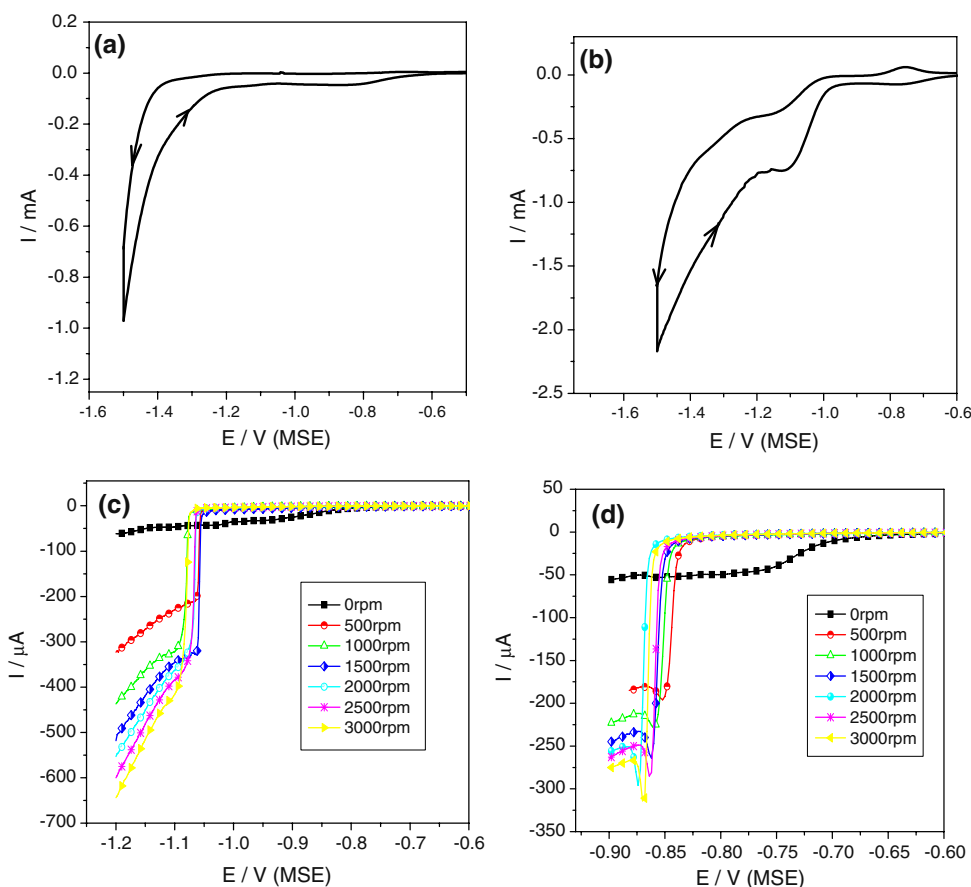 (a)
0.2
0.0
-0.2
-0.4
-0.6
-0.8
-1.0
-1.2
I / mA
-1.6 -1.4 -1.2 -1.0 -0.8 -0.6
E / V (MSE)
(b)
0.5
0.0
-0.5
-1.0
-1.5
-2.0
-2.5
I / mA
-1.6 -1.4 -1.2 -1.0 -0.8 -0.6
E / V (MSE)
(c)
0
-100
-200
-300
-400
-500
-600
-700
I / µA
0rpm
500rpm
1000rpm
1500rpm
2000rpm
2500rpm
3000rpm
-1.2 -1.1 -1.0 -0.9 -0.8 -0.7 -0.6
E / V (MSE)
(d)
50
0
-50
-100
-150
-200
-250
-300
-350
I / µA
0rpm
500rpm
1000rpm
1500rpm
2000rpm
2500rpm
3000rpm
-0.90 -0.85 -0.80 -0.75 -0.70 -0.65 -0.60
E / V (MSE)